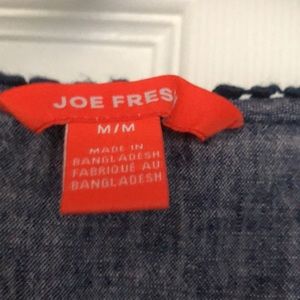 JOE FRES
M/M
MADE IN
BANGLADESH
FABRIQUÉ AU
BANGLADESH